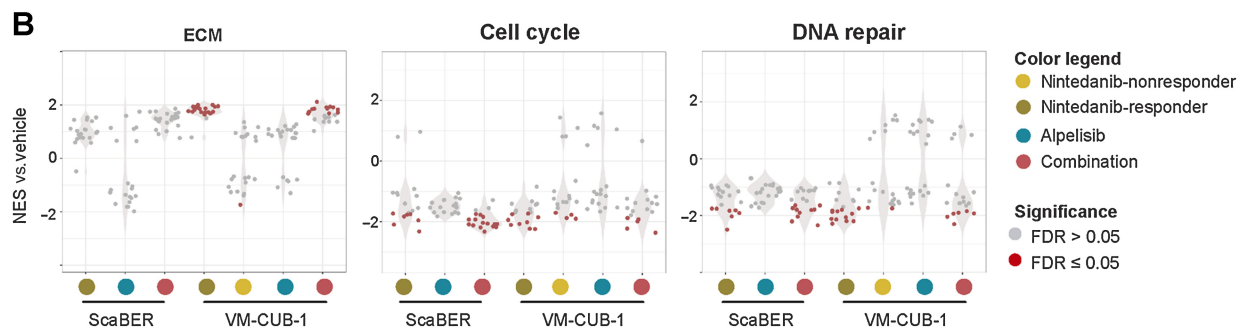 B
ECM
Cell cycle
DNA repair
NES vs.vehicle
2
0
−2
2
0
−2
2
0
−2
ScaBER
VM-CUB-1
ScaBER
VM-CUB-1
ScaBER
VM-CUB-1
Color legend
Nintedanib-nonresponder
Nintedanib-responder
Alpelisib
Combination
Significance
FDR > 0.05
FDR ≤ 0.05